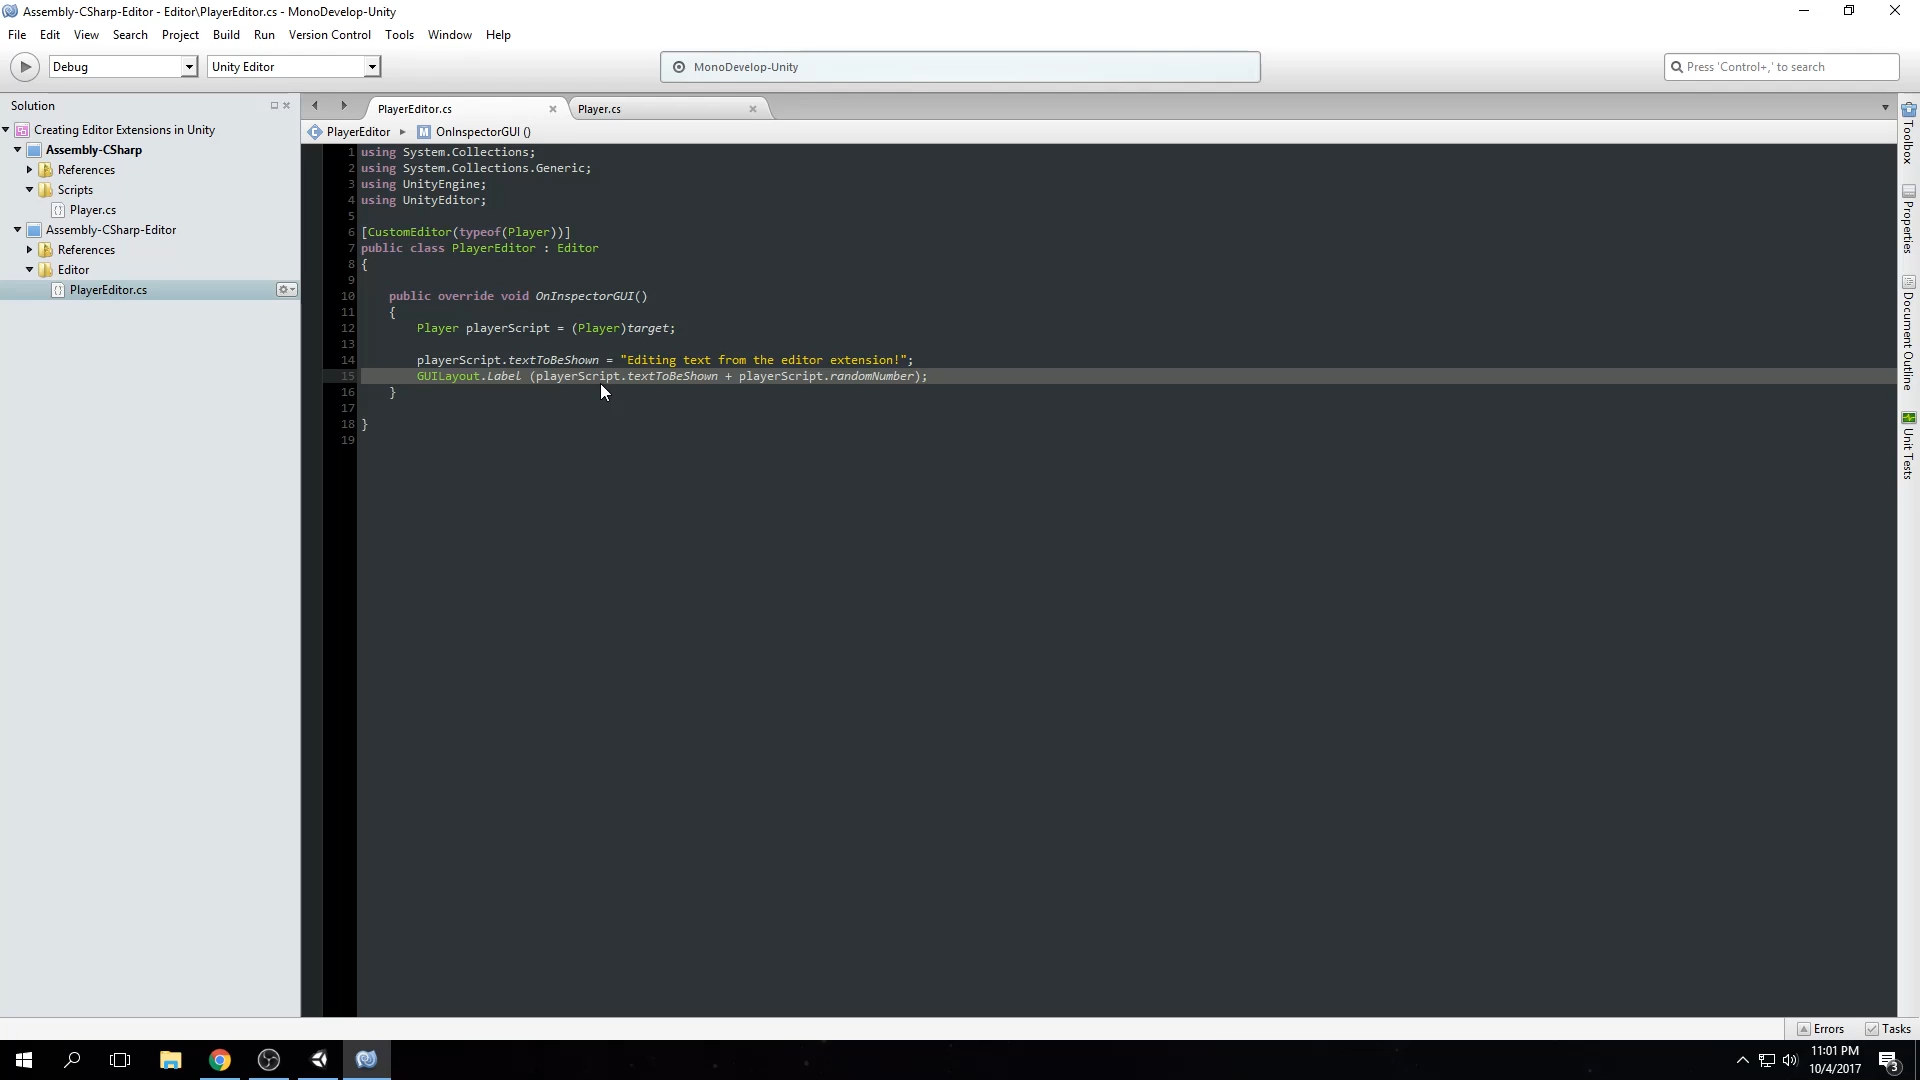 Assembly-CSharp-Editor - Editor\PlayerEditor.cs - MonoDevelop-Unity
File Edit View Search Project Build Run Version Control Tools Window Help
Debug Unity Editor MonoDevelop-Unity Press 'Control+,' to search
Solution PlayerEditor.cs Player.cs
PlayerEditor OnInspectorGUI ()
Creating Editor Extensions in Unity
Assembly-CSharp
References
Scripts
Player.cs
Assembly-CSharp-Editor
References
Editor
PlayerEditor.cs
1 using System.Collections;
2 using System.Collections.Generic;
3 using UnityEngine;
4 using UnityEditor;
5
6 [CustomEditor(typeof(Player))]
7 public class PlayerEditor : Editor
8 {
9
10 public override void OnInspectorGUI()
11 {
12 Player playerScript = (Player)target;
13
14 playerScript.textToBeShown = "Editing text from the editor extension!";
15 GUILayout.Label (playerScript.textToBeShown + playerScript.randomNumber);
16 }
17
18 }
19
Toolbox
Properties
Document Outline
Unit Tests
Errors Tasks
11:01 PM
10/4/2017
3